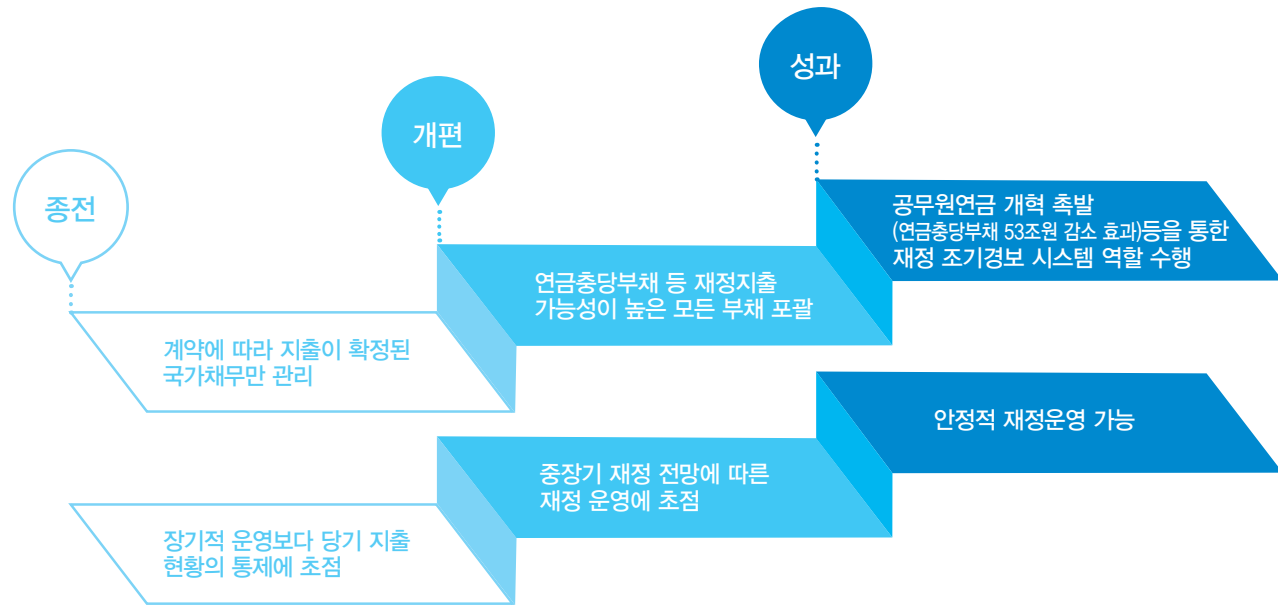 종전
개편
성과
계약에 따라 지출이 확정된
국가채무만 관리
연금충당부채 등 재정지출
가능성이 높은 모든 부채 포괄
공무원연금 개혁 촉발
(연금충당부채 53조원 감소 효과)등을 통한
재정 조기경보 시스템 역할 수행
장기적 운영보다 당기 지출
현황의 통제에 초점
중장기 재정 전망에 따른
재정 운영에 초점
안정적 재정운영 가능